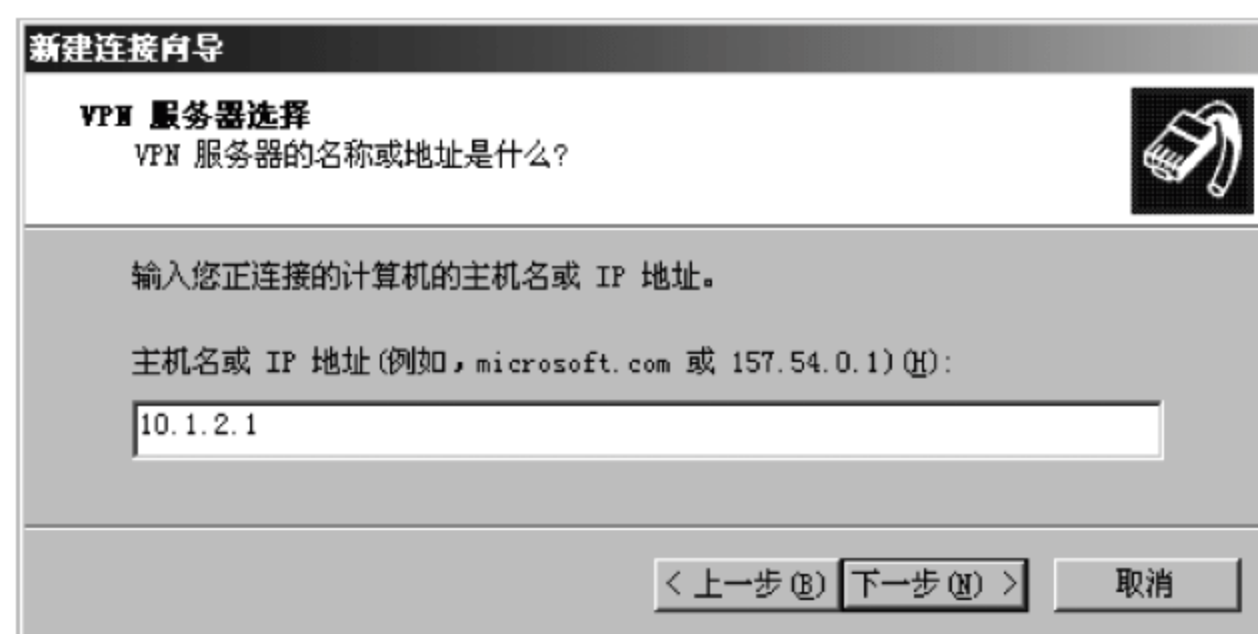 新建连接向导
VPN 服务器选择
VPN 服务器的名称或地址是什么?
输入您正连接的计算机的主机名或 IP 地址。
主机名或 IP 地址(例如，microsoft.com 或 157.54.0.1)(H):
10.1.2.1
< 上一步(B) 下一步(N) > 取消